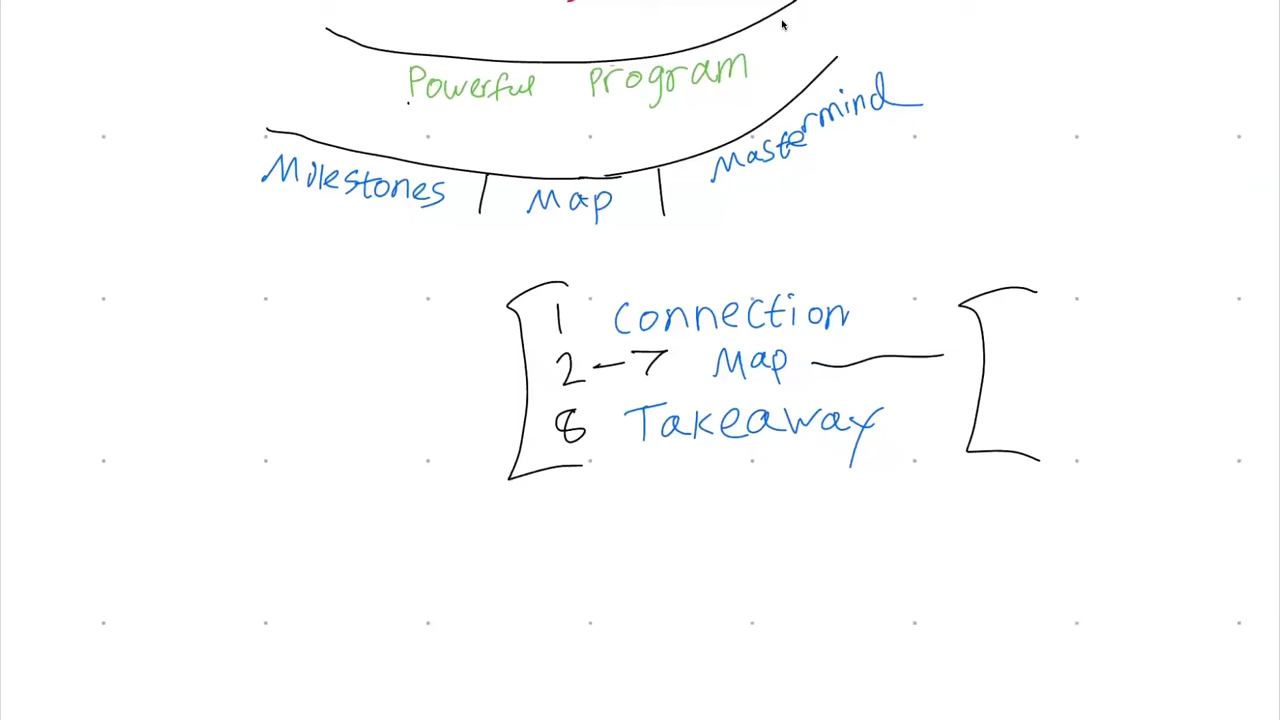 Powerful Program
Milestones | Map | Mastermind
1 Connection
2-7 Map
8 Takeaway